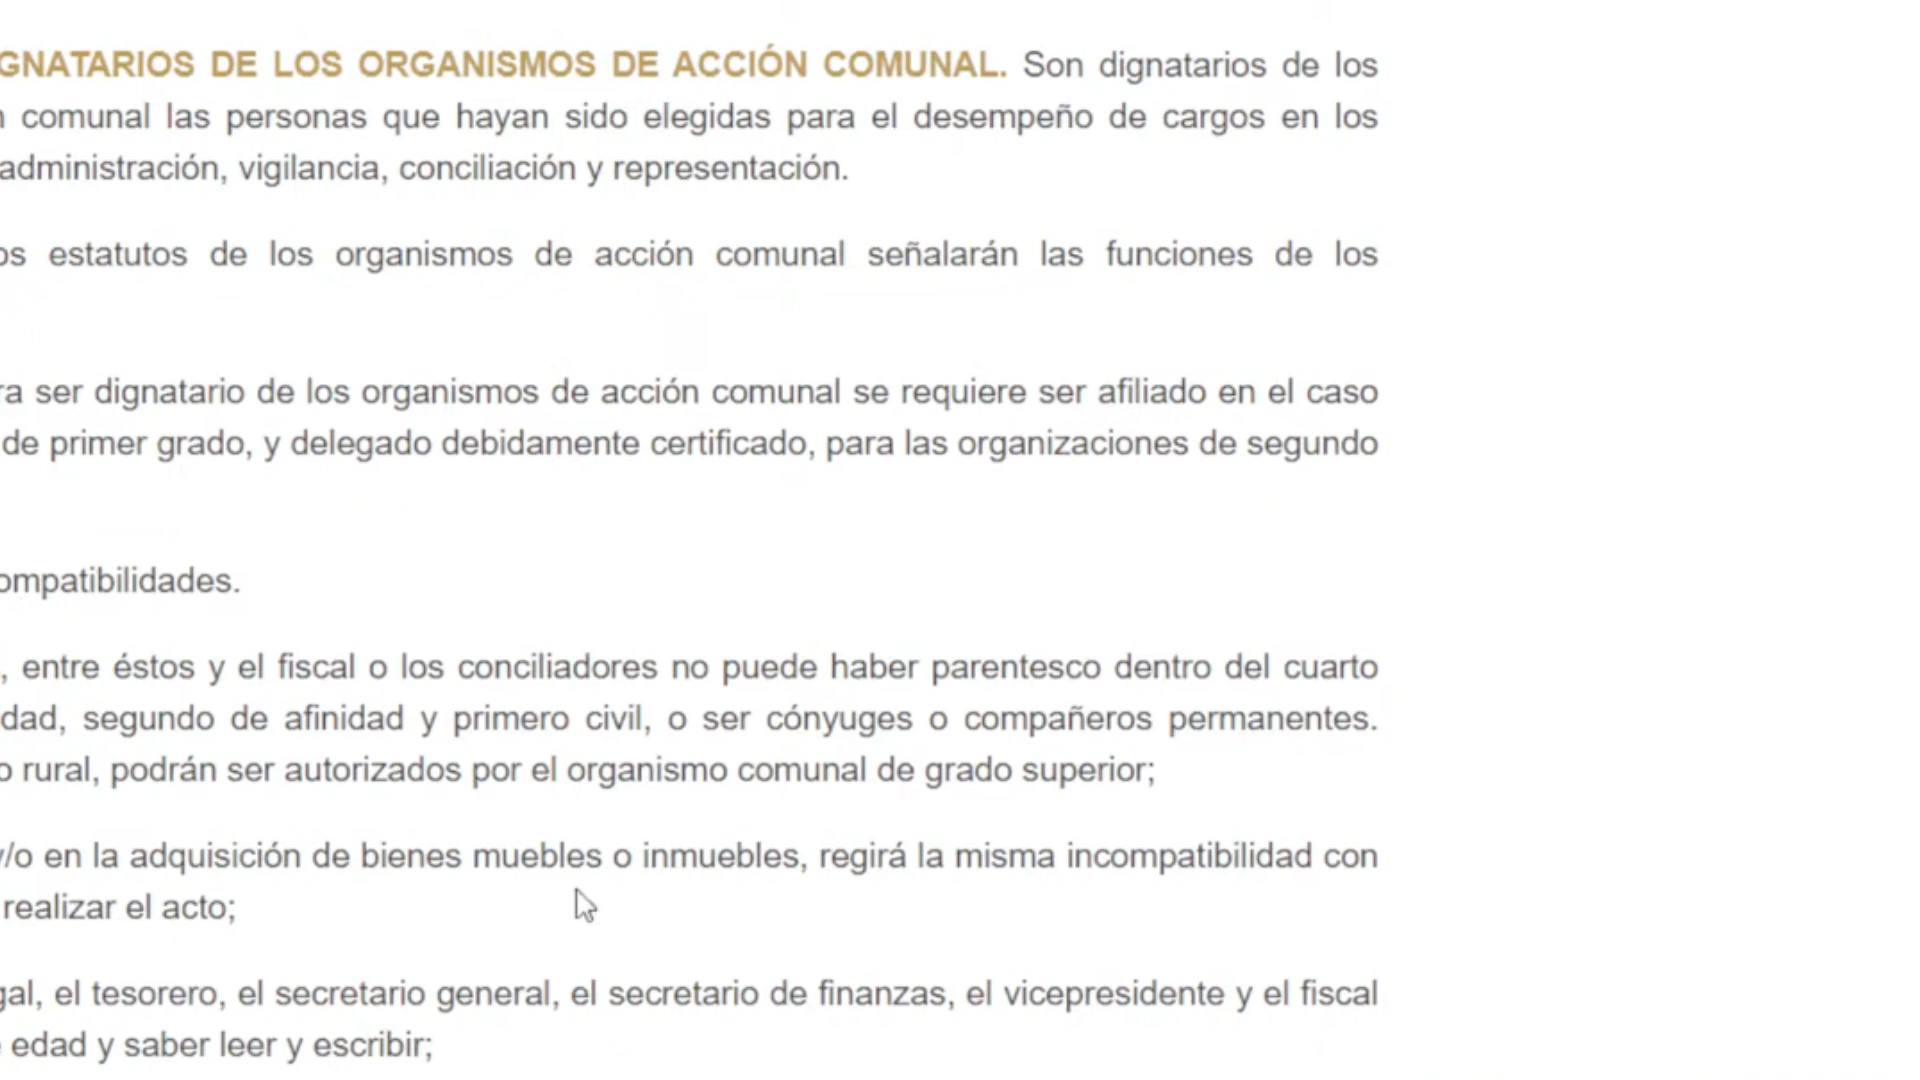 GNATARIOS DE LOS ORGANISMOS DE ACCIÓN COMUNAL. Son dignatarios de los
comunal las personas que hayan sido elegidas para el desempeño de cargos en los
administración, vigilancia, conciliación y representación.
os estatutos de los organismos de acción comunal señalarán las funciones de los
ra ser dignatario de los organismos de acción comunal se requiere ser afiliado en el caso
de primer grado, y delegado debidamente certificado, para las organizaciones de segundo
ompatibilidades.
, entre éstos y el fiscal o los conciliadores no puede haber parentesco dentro del cuarto
dad, segundo de afinidad y primero civil, o ser cónyuges o compañeros permanentes.
o rural, podrán ser autorizados por el organismo comunal de grado superior;
y/o en la adquisición de bienes muebles o inmuebles, regirá la misma incompatibilidad con
realizar el acto;
gal, el tesorero, el secretario general, el secretario de finanzas, el vicepresidente y el fiscal
edad y saber leer y escribir;